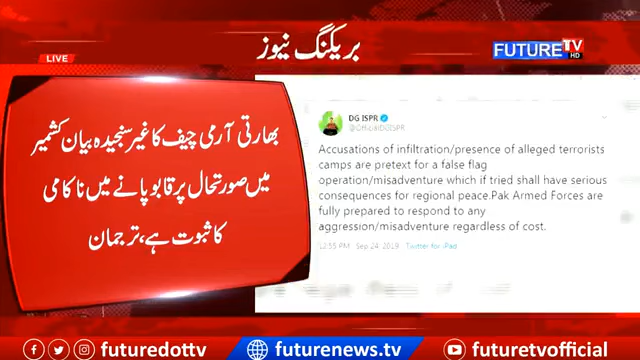 LIVE
بریکنگ نیوز
FUTURE TV
HD
بھارتی آرمی چیف کا غیر سنجیدہ بیان کشمیر
میں صورتحال پر قابو پانے میں ناکامی
کا ثبوت ہے، ترجمان
DG ISPR
@OfficialDGISPR
Accusations of infiltration/presence of alleged terrorists
camps are pretext for a false flag
operation/misadventure which if tried shall have serious
consequences for regional peace.Pak Armed Forces are
fully prepared to respond to any
aggression/misadventure regardless of cost.
12:55 PM Sep 24, 2019 Twitter for iPad
futuredottv
futurenews.tv
futuretvofficial